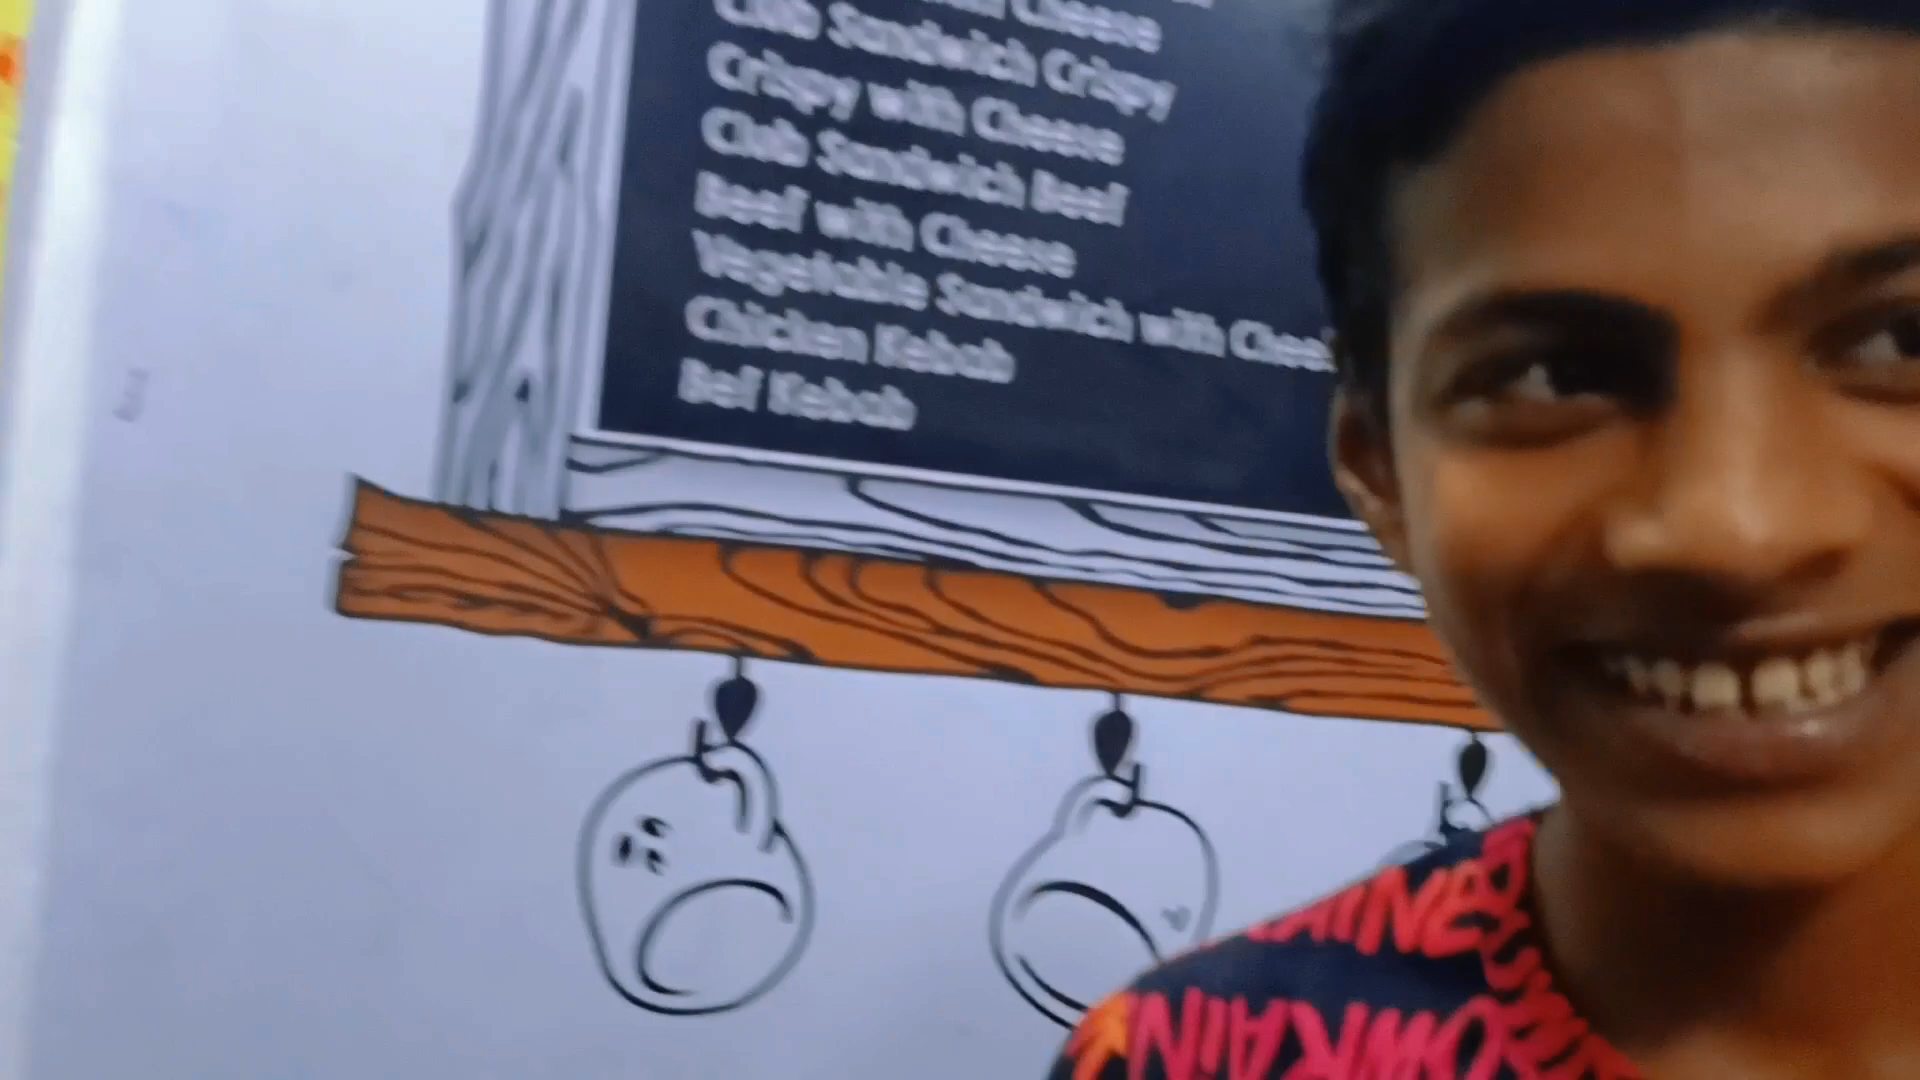 Cheese
Club Sandwich Crispy
Crispy with Cheese
Club Sandwich Beef
Beef with Cheese
Vegetable Sandwich with
Chicken Kebab
Bef Kebab